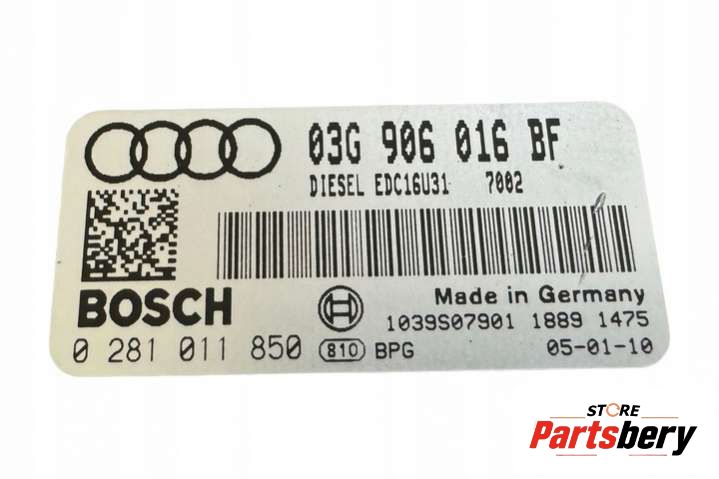 03G 906 016 BF
DIESEL EDC16U31 7002
BOSCH
Made in Germany
1039S07901 1889 1475
0 281 011 850 810 BPG 05-01-10
STORE
Partsbery